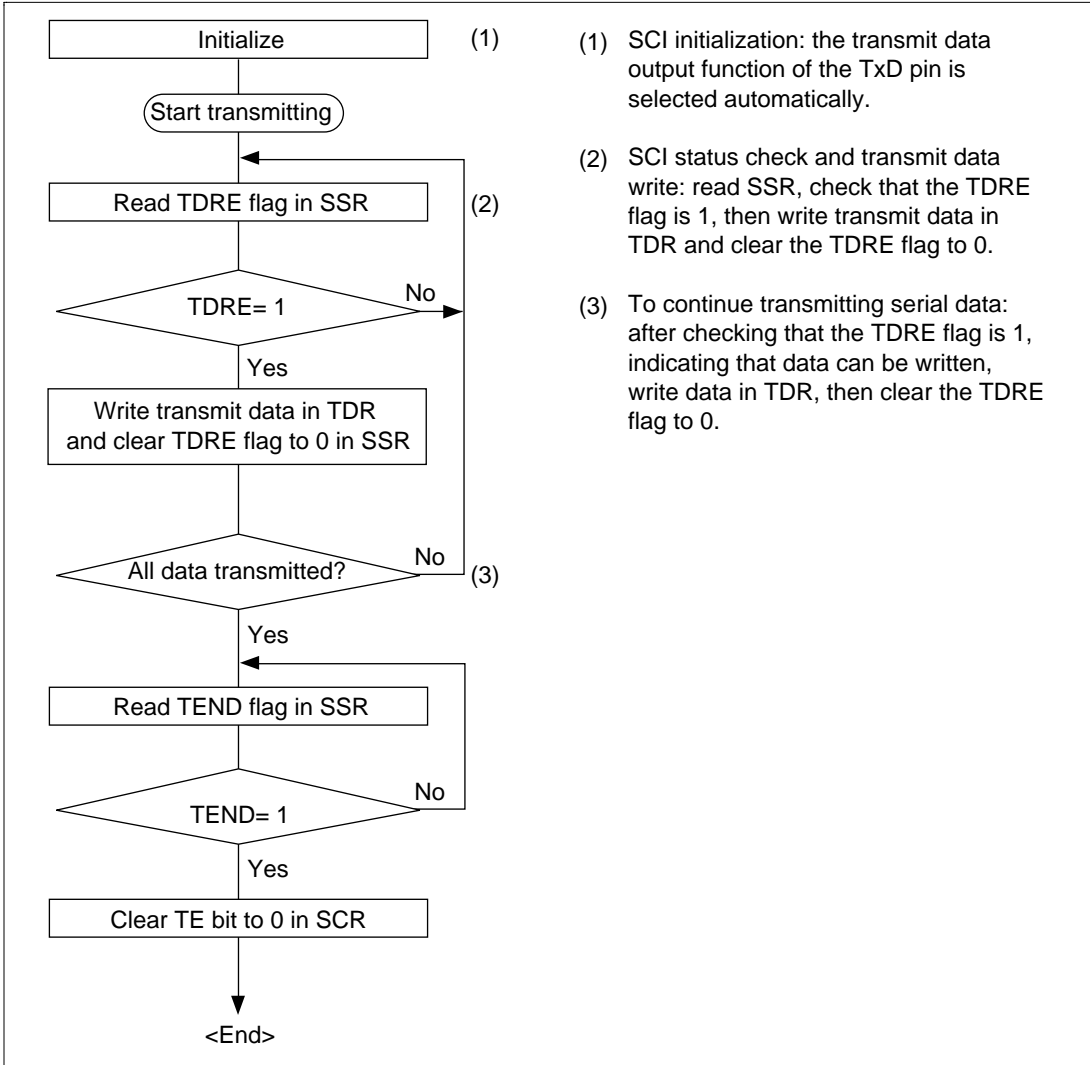 Initialize
(1)
Start transmitting
Read TDRE flag in SSR
(2)
TDRE= 1
No
Yes
Write transmit data in TDR
and clear TDRE flag to 0 in SSR
All data transmitted?
No
(3)
Yes
Read TEND flag in SSR
TEND= 1
No
Yes
Clear TE bit to 0 in SCR
<End>
(1) SCI initialization: the transmit data
output function of the TxD pin is
selected automatically.
(2) SCI status check and transmit data
write: read SSR, check that the TDRE
flag is 1, then write transmit data in
TDR and clear the TDRE flag to 0.
(3) To continue transmitting serial data:
after checking that the TDRE flag is 1,
indicating that data can be written,
write data in TDR, then clear the TDRE
flag to 0.